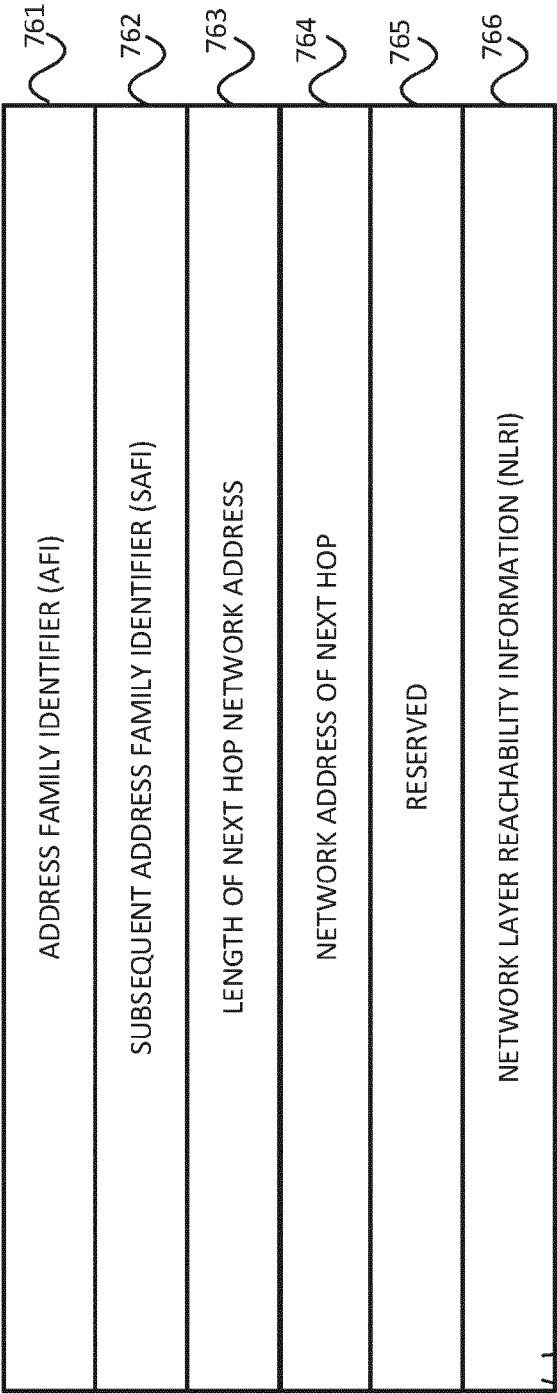 ADDRESS FAMILY IDENTIFIER (AFI) 761
SUBSEQUENT ADDRESS FAMILY IDENTIFIER (SAFI) 762
LENGTH OF NEXT HOP NETWORK ADDRESS 763
NETWORK ADDRESS OF NEXT HOP 764
RESERVED 765
NETWORK LAYER REACHABILITY INFORMATION (NLRI) 766